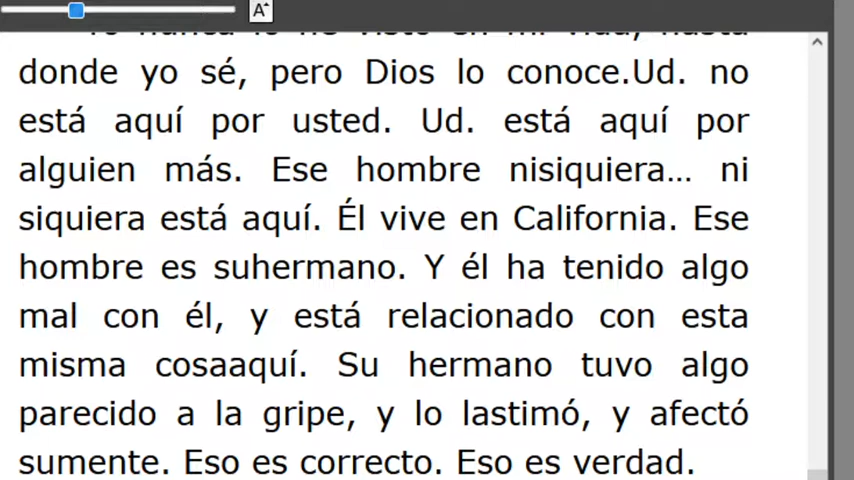 A
donde yo sé, pero Dios lo conoce.Ud. no
está aquí por usted. Ud. está aquí por
alguien más. Ese hombre nisiquiera... ni
siquiera está aquí. Él vive en California. Ese
hombre es suhermano. Y él ha tenido algo
mal con él, y está relacionado con esta
misma cosaaquí. Su hermano tuvo algo
parecido a la gripe, y lo lastimó, y afectó
sumente. Eso es correcto. Eso es verdad.